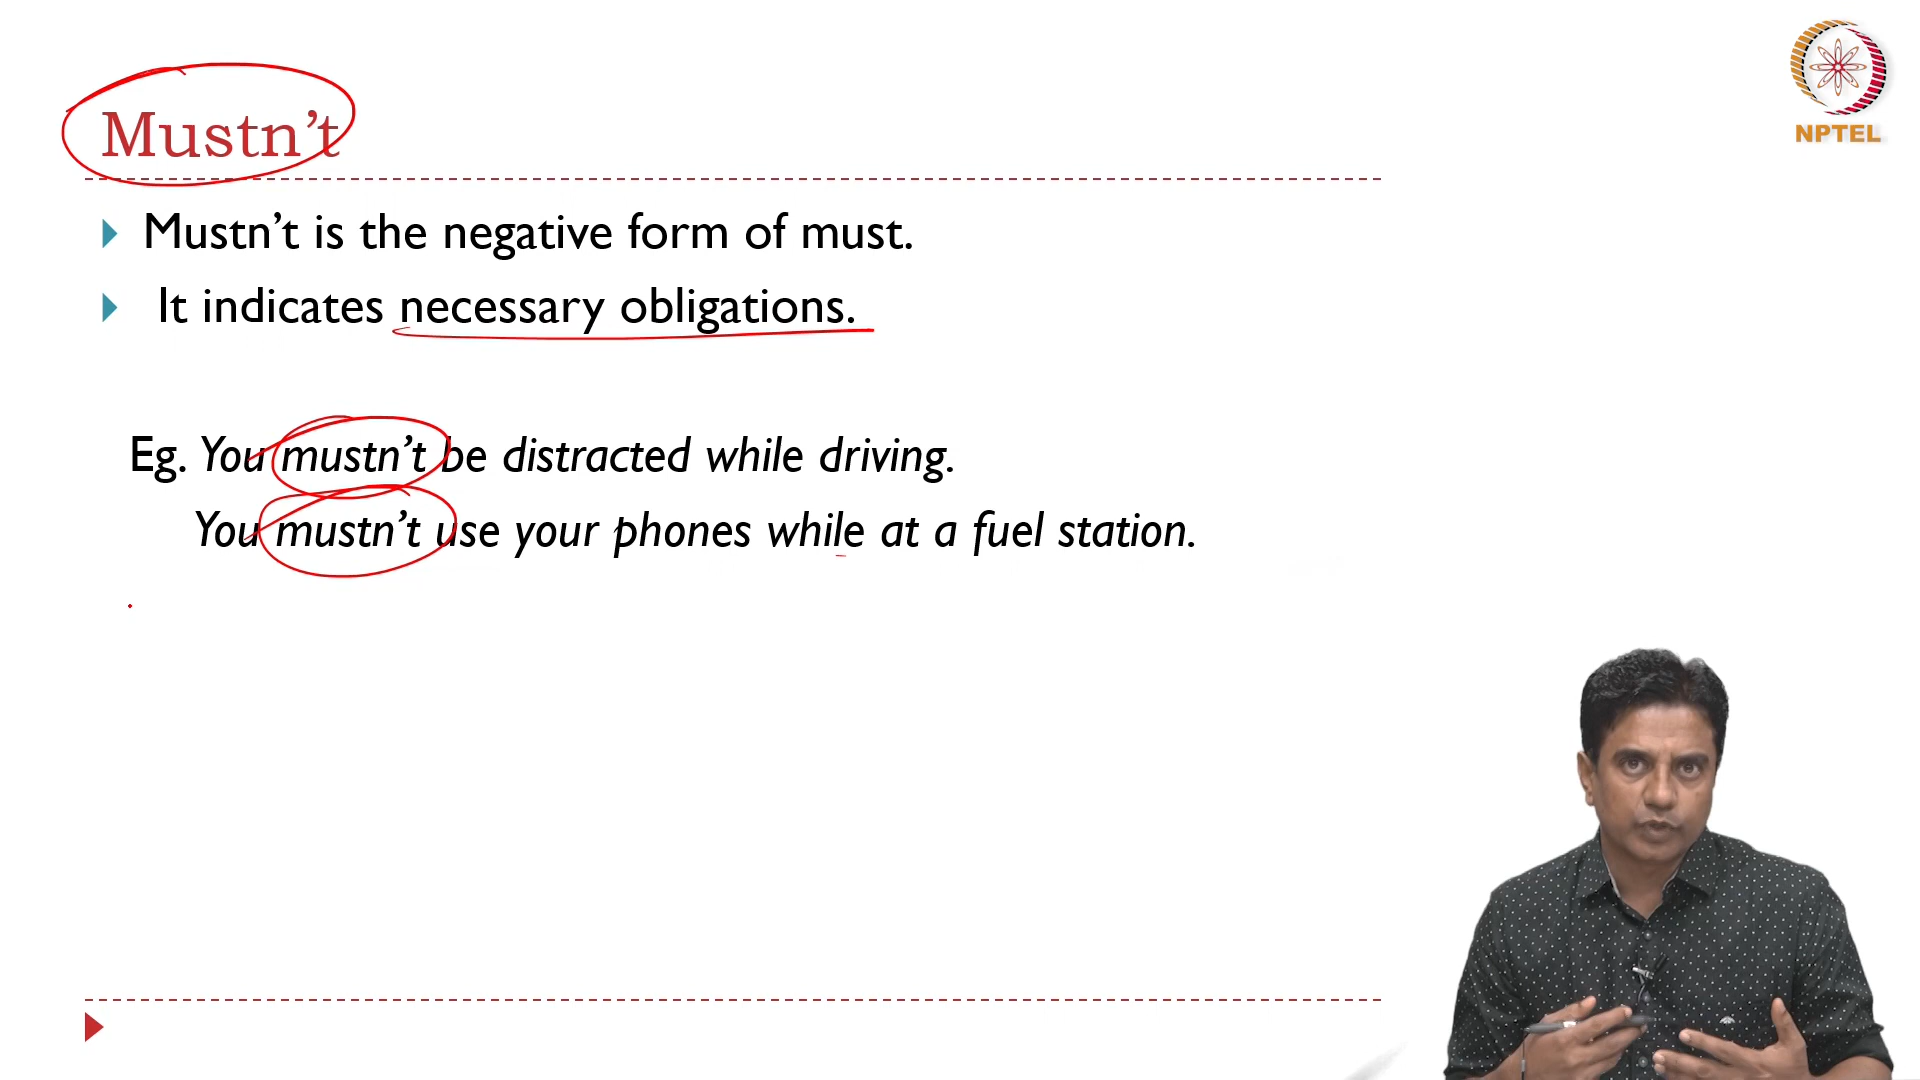 NPTEL
Mustn’t
Mustn’t is the negative form of must.
It indicates necessary obligations.
Eg. You mustn’t be distracted while driving.
You mustn’t use your phones while at a fuel station.